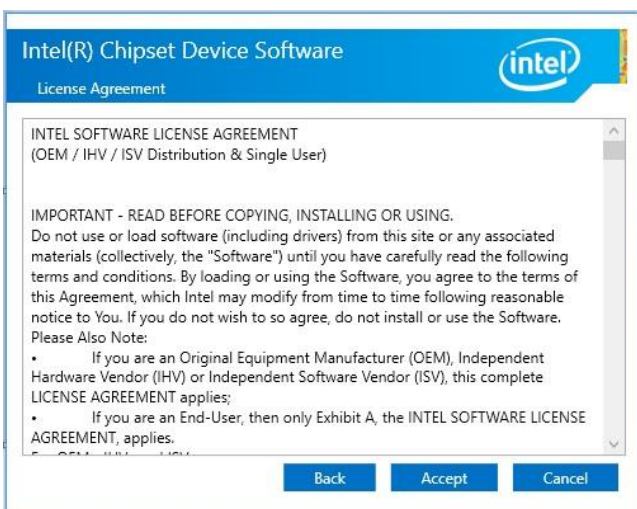 Intel(R) Chipset Device Software
intel
License Agreement
INTEL SOFTWARE LICENSE AGREEMENT
(OEM / IHV / ISV Distribution & Single User)
IMPORTANT - READ BEFORE COPYING, INSTALLING OR USING.
Do not use or load software (including drivers) from this site or any associated
materials (collectively, the "Software") until you have carefully read the following
terms and conditions. By loading or using the Software, you agree to the terms of
this Agreement, which Intel may modify from time to time following reasonable
notice to You. If you do not wish to so agree, do not install or use the Software.
Please Also Note:
• If you are an Original Equipment Manufacturer (OEM), Independent
Hardware Vendor (IHV) or Independent Software Vendor (ISV), this complete
LICENSE AGREEMENT applies;
• If you are an End-User, then only Exhibit A, the INTEL SOFTWARE LICENSE
AGREEMENT, applies.
Back Accept Cancel